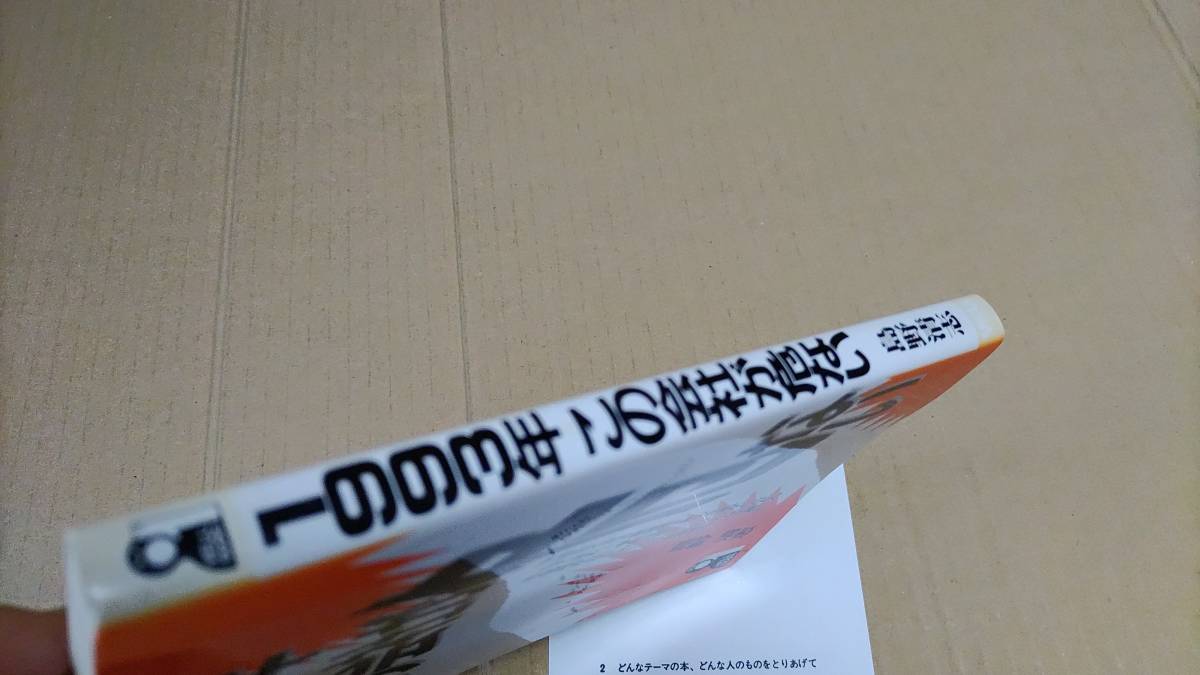 1993年 この会社が危ない
島野清志
2 どんなテーマの本、どんな人のものをとりあげて